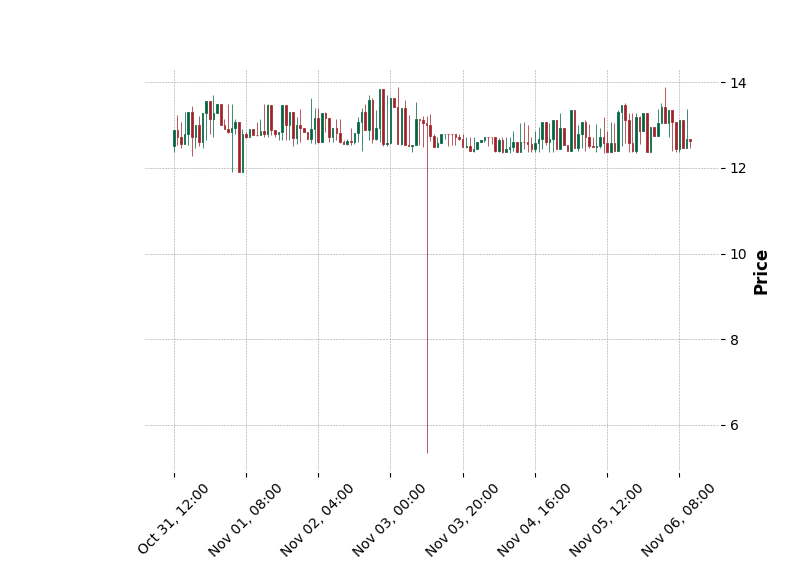 14
12
10
8
6
Price
Oct 31, 12:00
Nov 01, 08:00
Nov 02, 04:00
Nov 03, 00:00
Nov 03, 20:00
Nov 04, 16:00
Nov 05, 12:00
Nov 06, 08:00